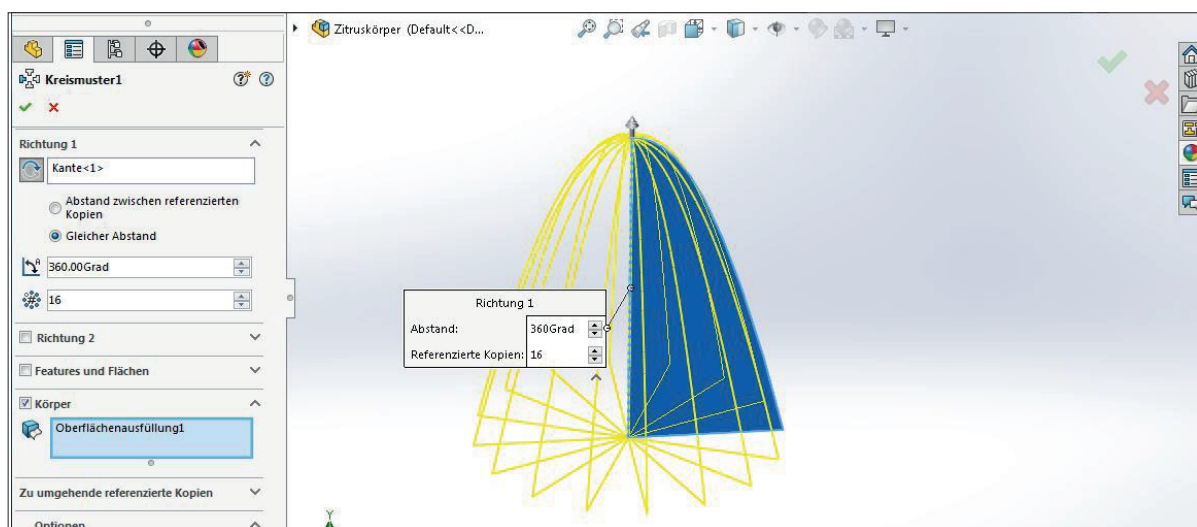 Zitruskörper (Default<<D...
Kreismuster1
Richtung 1
Kante<1>
Abstand zwischen referenzierten
Kopien
Gleicher Abstand
360.00Grad
16
Richtung 2
Features und Flächen
Körper
Oberflächenausfüllung1
Zu umgehende referenzierte Kopien
Optionen
Richtung 1
Abstand: 360Grad
Referenzierte Kopien: 16
Y